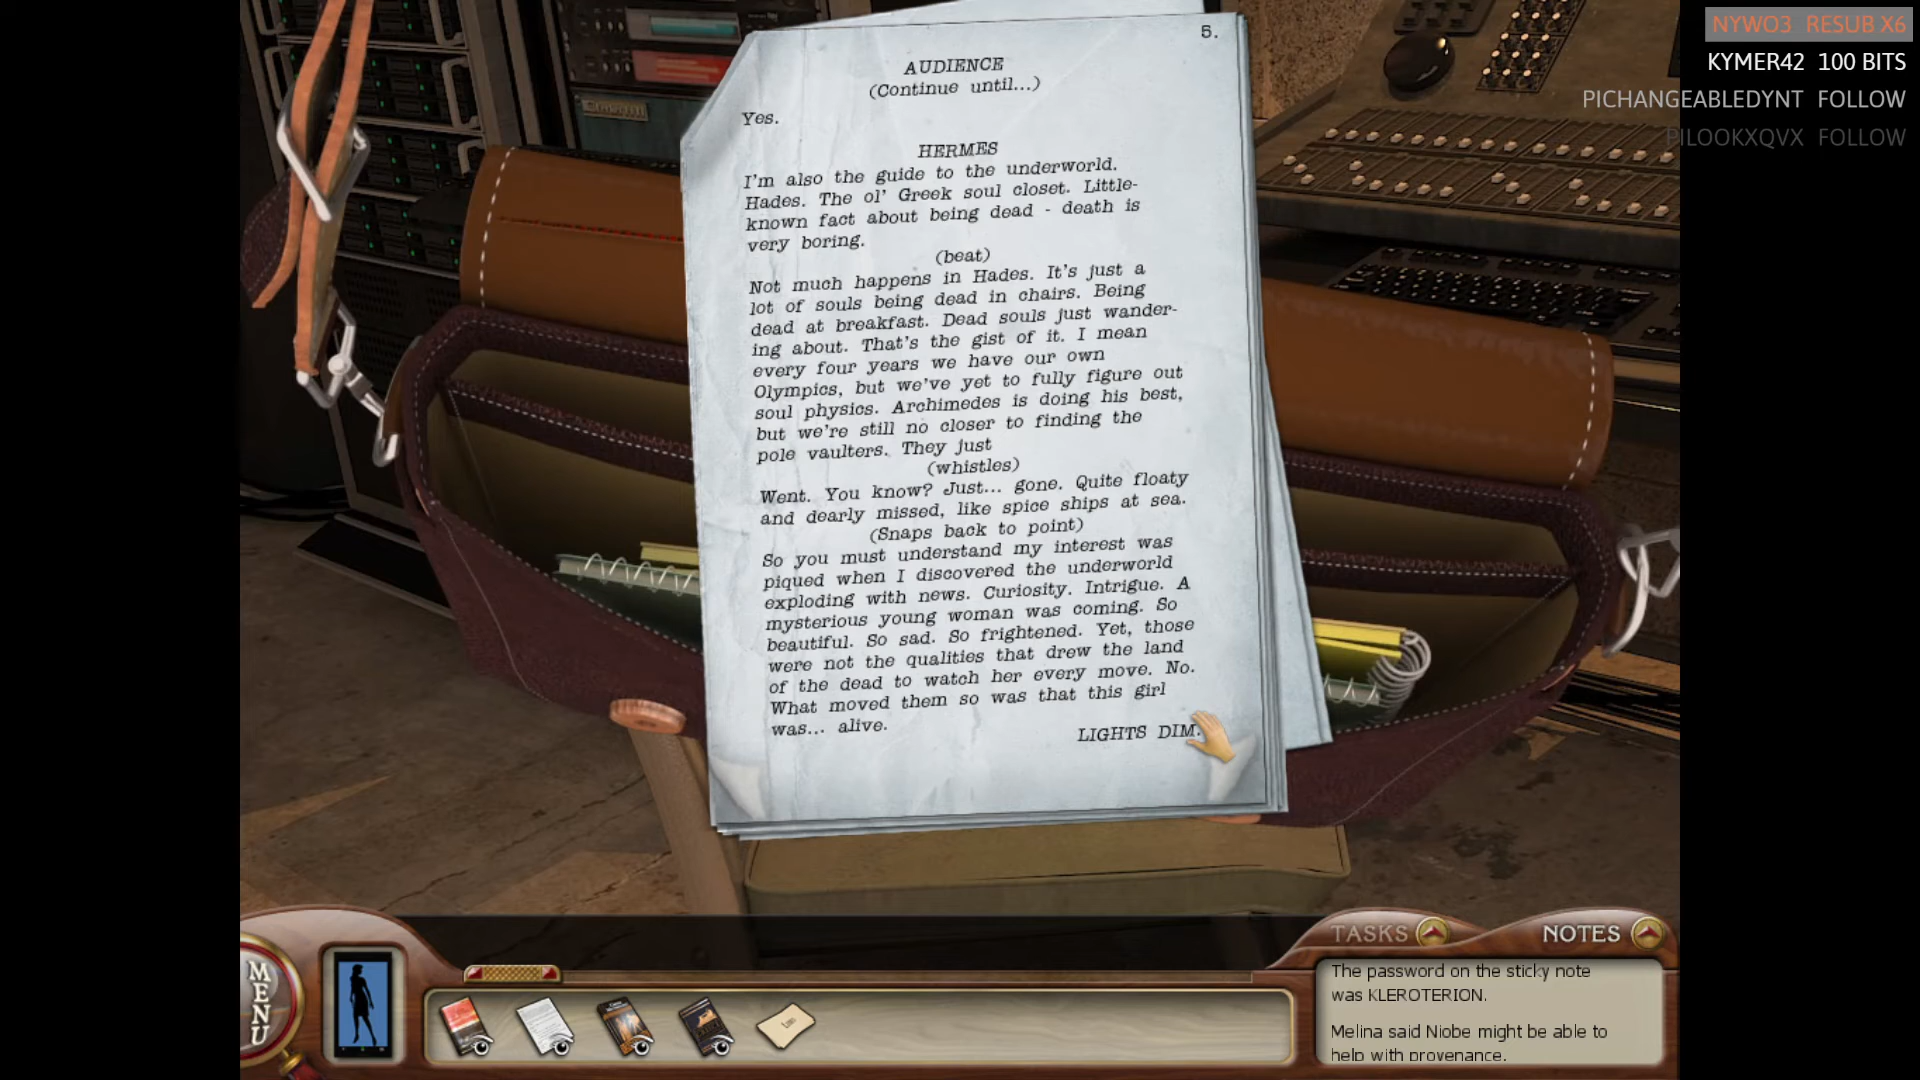 NYWO3 RESUB X6
KYMER42 100 BITS
PICHANGEABLEDYNT FOLLOW
PILOOKXQVX FOLLOW
5.
AUDIENCE
(Continue until...)
Yes.
HERMES
I'm also the guide to the underworld.
Hades. The ol' Greek soul closet. Little-
known fact about being dead - death is
very boring.
(beat)
Not much happens in Hades. It's just a
lot of souls being dead in chairs. Being
dead at breakfast. Dead souls just wander-
ing about. That's the gist of it. I mean
every four years we have our own
Olympics, but we've yet to fully figure out
soul physics. Archimedes is doing his best,
but we're still no closer to finding the
pole vaulters. They just
(whistles)
Went. You know? Just... gone. Quite floaty
and dearly missed, like spice ships at sea.
(Snaps back to point)
So you must understand my interest was
piqued when I discovered the underworld
exploding with news. Curiosity. Intrigue. A
mysterious young woman was coming. So
beautiful. So sad. So frightened. Yet, those
were not the qualities that drew the land
of the dead to watch her every move. No.
What moved them so was that this girl
was... alive.
LIGHTS DIM.
MENU
TASKS
NOTES
The password on the sticky note
was KLEROTERION.
Melina said Niobe might be able to
help with provenance.